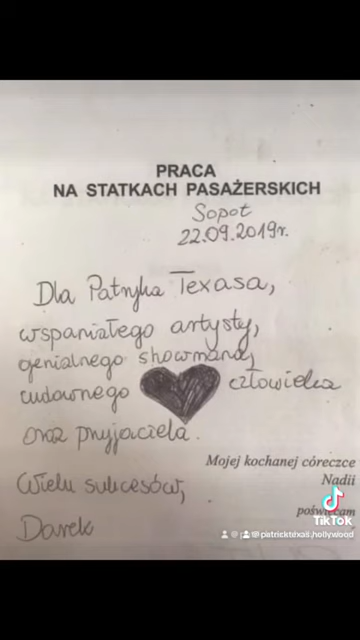 PRACA
NA STATKACH PASAŻERSKICH
Sopot
22.09.2019r.
Dla Patryka Texasa,
wspaniałego artysty,
genialnego showmana,
cudownego człowieka
oraz przyjaciela.
Mojej kochanej córeczce
Nadii
poświęcam
Wielu sukcesów,
Darek
TikTok
patricktexas.hollywood